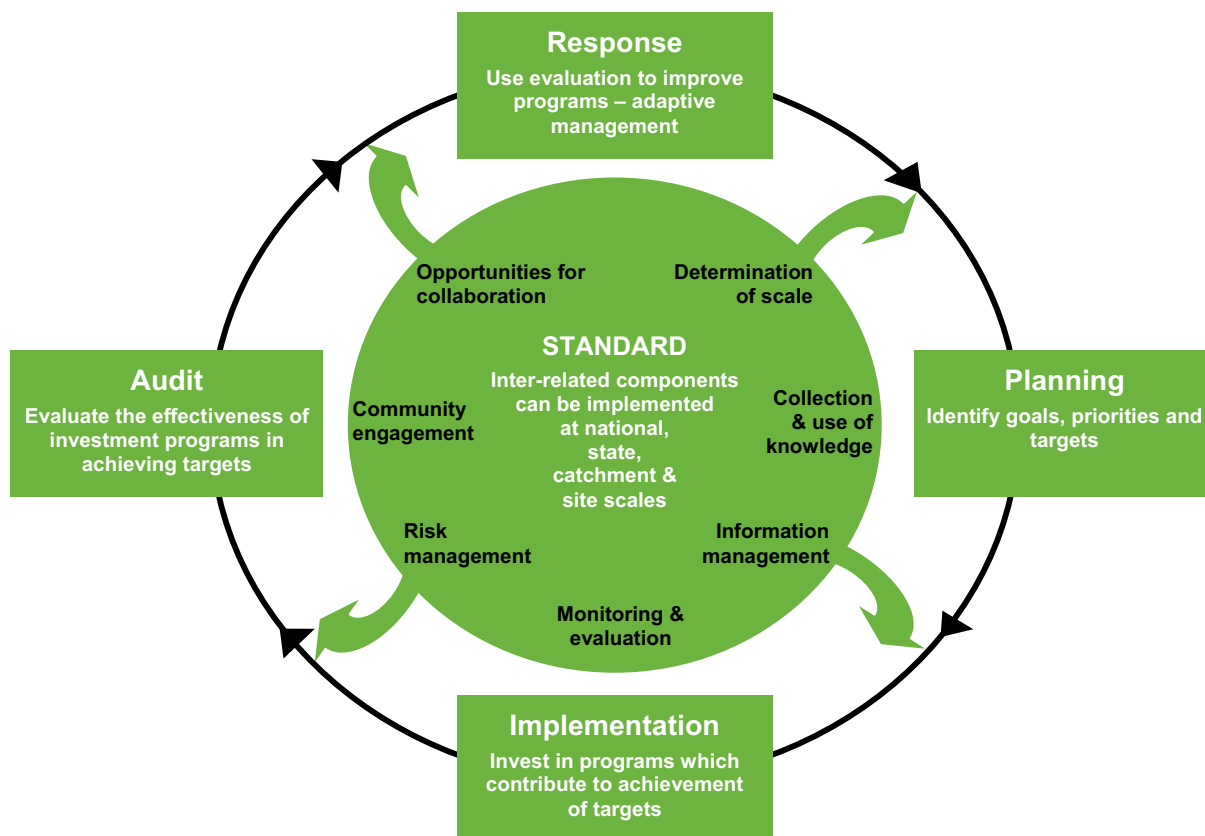 Response
Use evaluation to improve
programs – adaptive
management
Opportunities for
collaboration
Determination
of scale
Audit
Evaluate the effectiveness of
investment programs in
achieving targets
Community
engagement
STANDARD
Inter-related components
can be implemented
at national,
state,
catchment &
site scales
Collection
& use of
knowledge
Planning
Identify goals, priorities and
targets
Risk
management
Information
management
Monitoring &
evaluation
Implementation
Invest in programs which
contribute to achievement
of targets